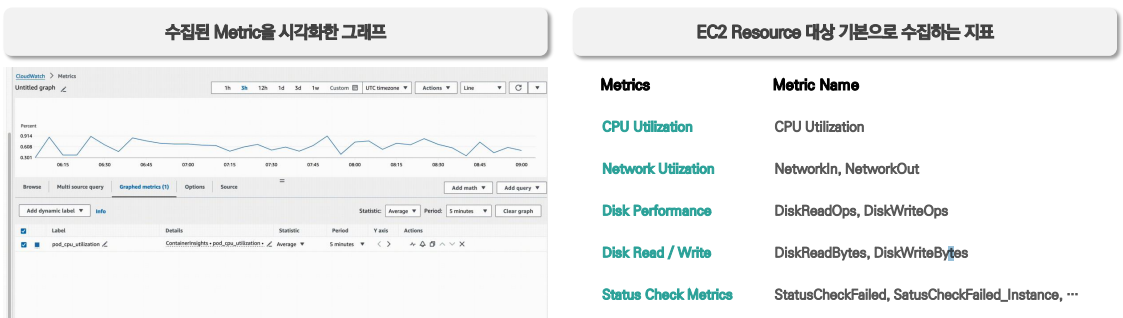 수집된 Metric을 시각화한 그래프
CloudWatch > Metrics
Untitled graph
1h 3h 12h 1d 3d 1w Custom UTC timezone Actions Line
Percent
0.914
0.608
0.301
06:15 06:30 06:45 07:00 07:15 07:30 07:45 08:00 08:15 08:30 08:45 09:00
Browse Multi source query Graphed metrics (1) Options Source
Add math Add query
Add dynamic label Info
Statistic: Average Period: 5 minutes Clear graph
Label Details Statistic Period Y axis Actions
pod_cpu_utilization ContainerInsights • pod_cpu_utilization • Average 5 minutes
EC2 Resource 대상 기본으로 수집하는 지표
Metrics Metric Name
CPU Utilization CPU Utilization
Network Utiization NetworkIn, NetworkOut
Disk Performance DiskReadOps, DiskWriteOps
Disk Read / Write DiskReadBytes, DiskWriteBytes
Status Check Metrics StatusCheckFailed, SatusCheckFailed_Instance, ···